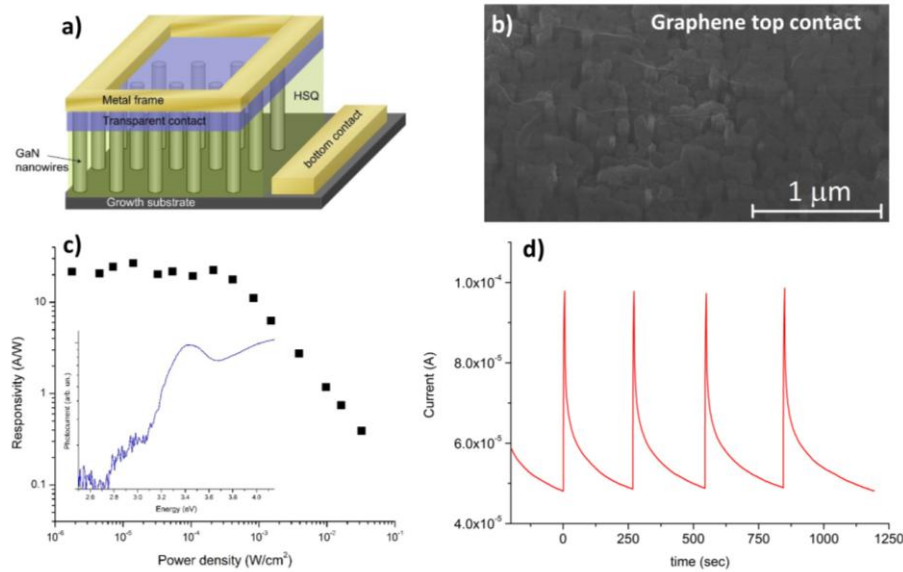 a)
Metal frame
HSQ
Transparent contact
GaN
nanowires
bottom contact
Growth substrate
b)
Graphene top contact
1 μm
c)
Responsivity (A/W)
10
1
0.1
10⁻⁶
10⁻⁵
10⁻⁴
10⁻³
10⁻²
10⁻¹
Power density (W/cm²)
Photocurrent (arb. un.)
2.6
2.8
3.0
3.2
3.4
3.6
3.8
4.0
Energy (eV)
d)
Current (A)
1.0x10⁻⁴
8.0x10⁻⁵
6.0x10⁻⁵
4.0x10⁻⁵
0
250
500
750
1000
1250
time (sec)